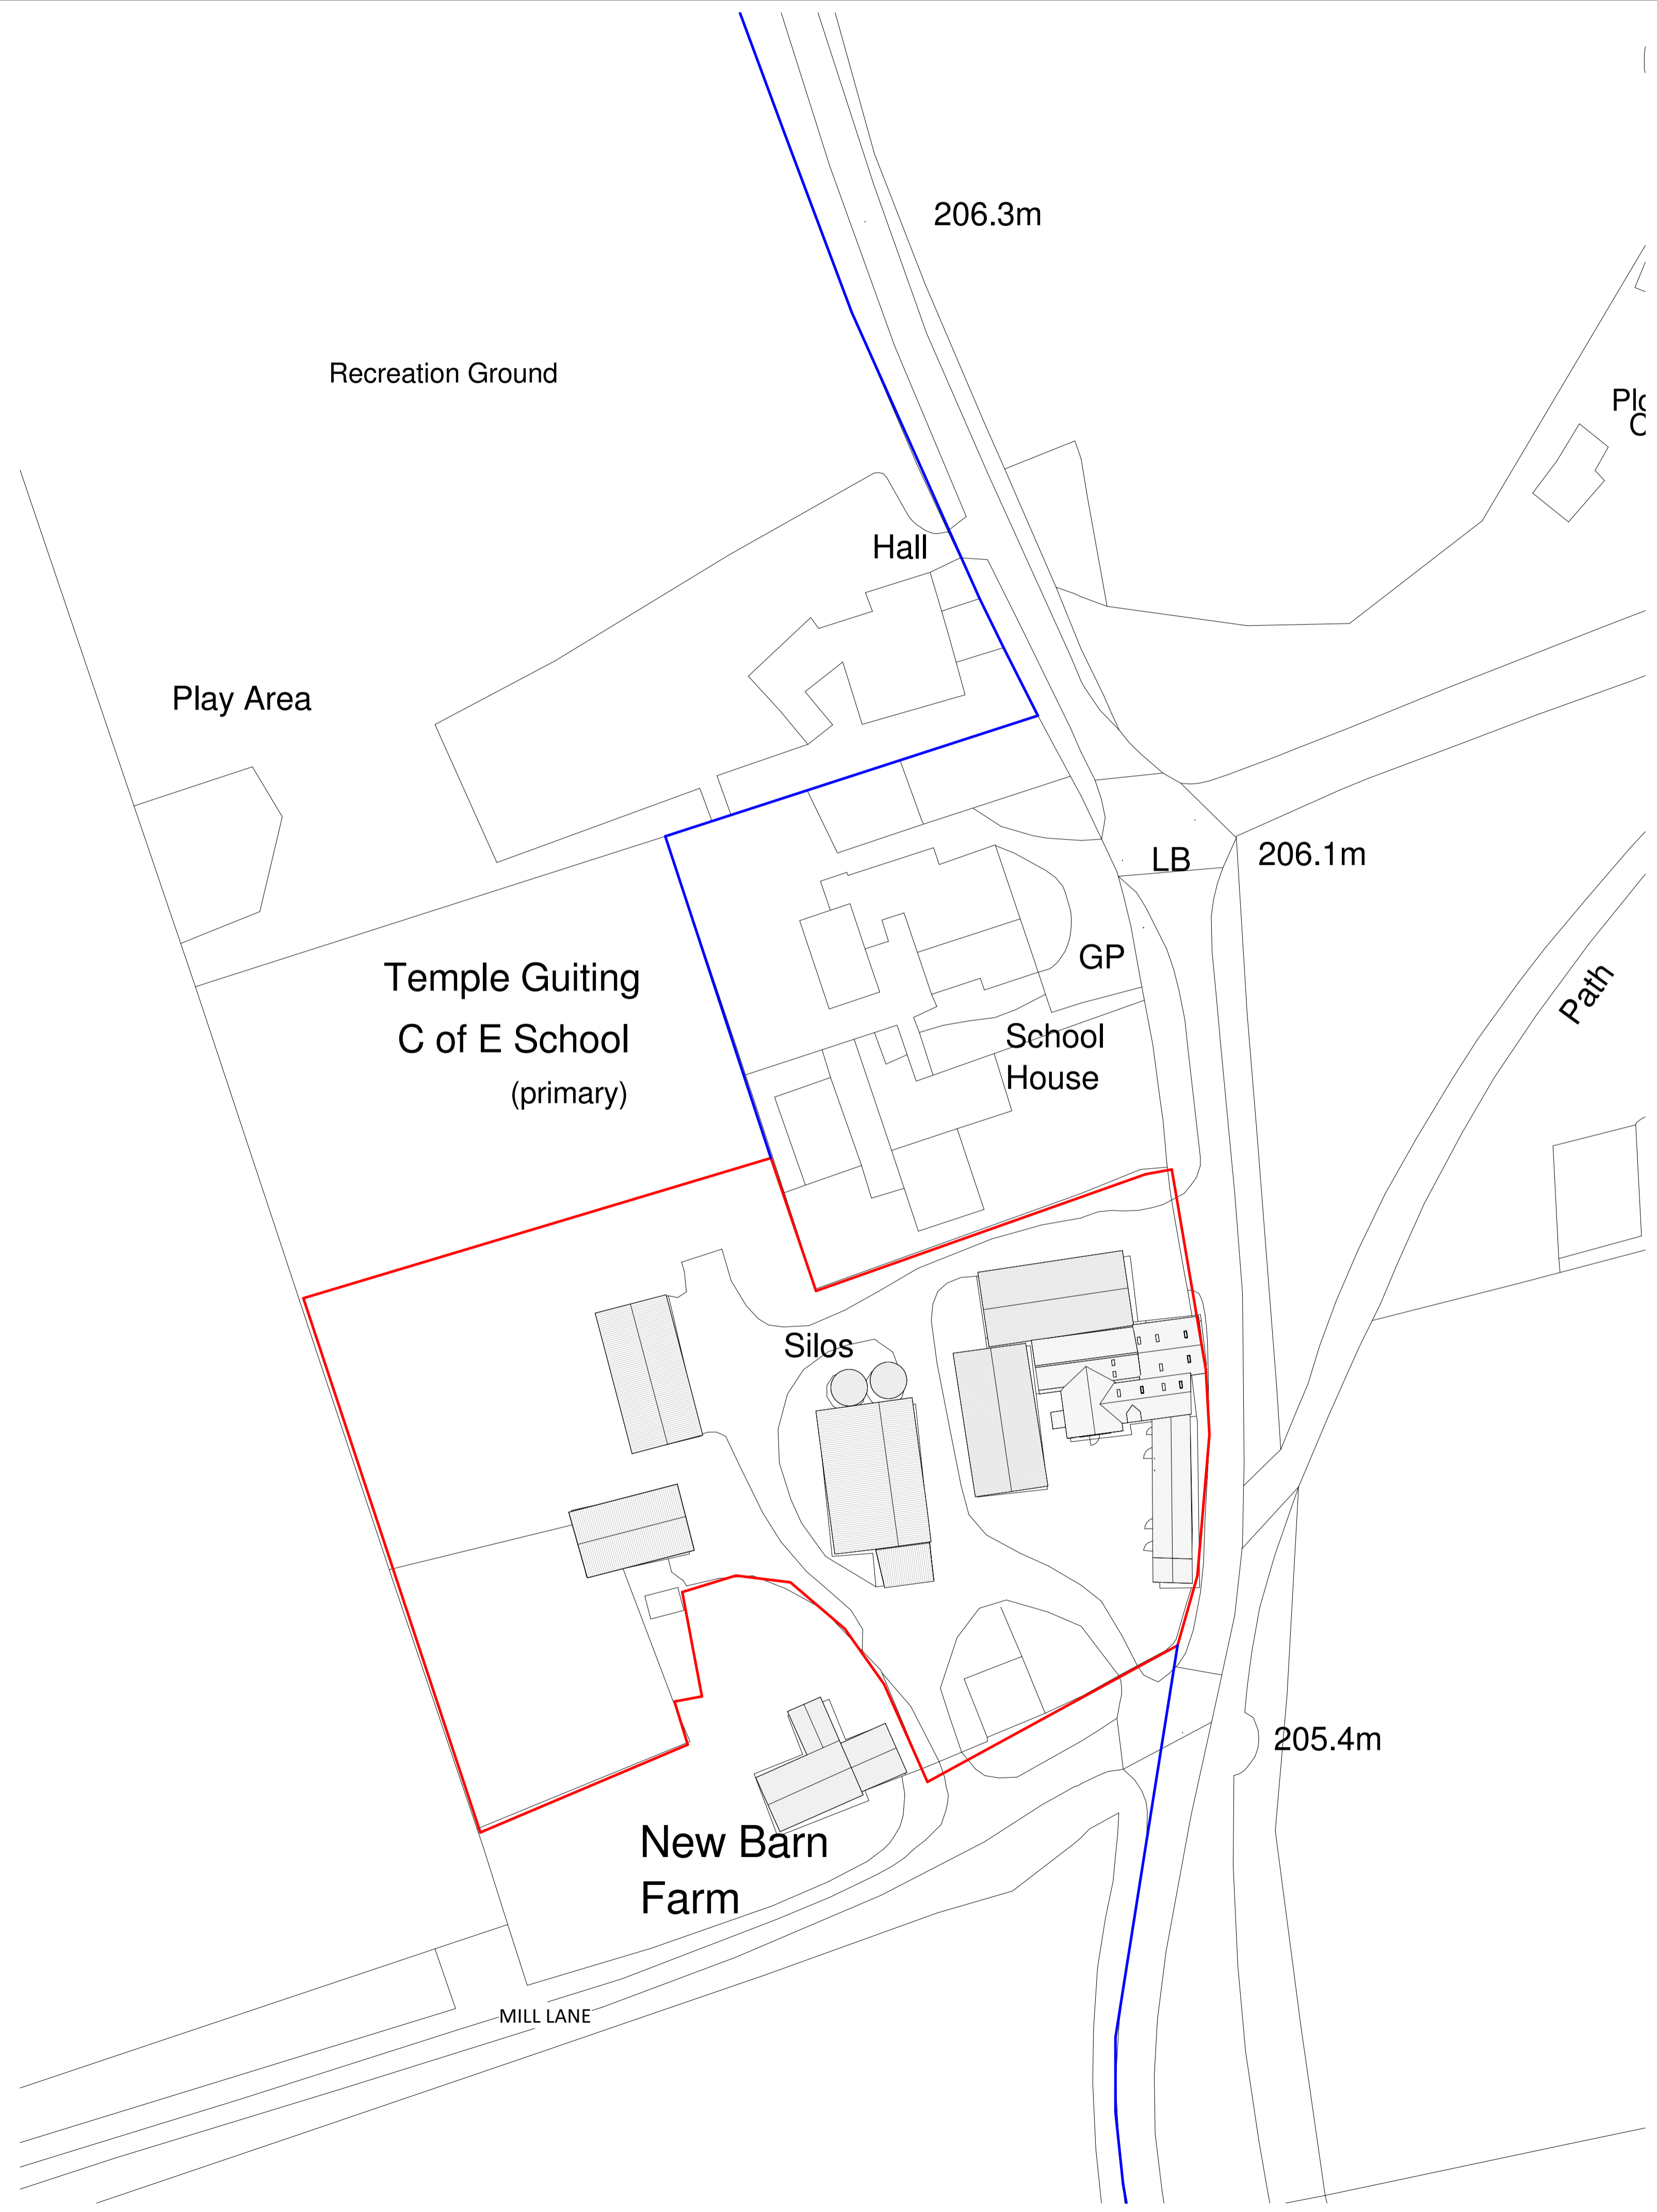 206.3m
Recreation Ground
Hall
Play Area
LB
206.1m
Temple Guiting
C of E School
(primary)
GP
School
House
Path
Silos
205.4m
New Barn
Farm
MILL LANE